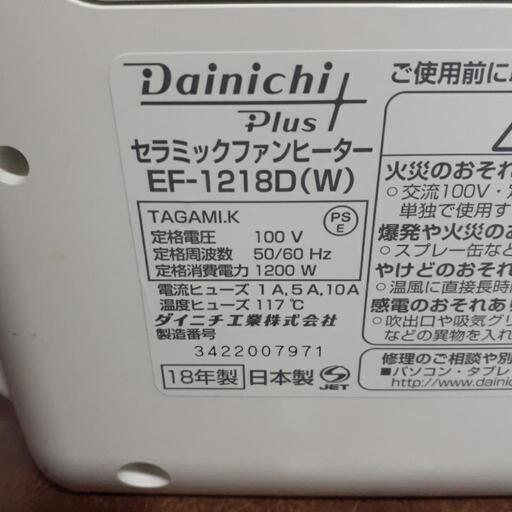 Dainichi
Plus
セラミックファンヒーター
EF-1218D(W)
TAGAMI.K
PS
E
定格電圧 100 V
定格周波数 50/60 Hz
定格消費電力 1200 W
電流ヒューズ 1 A,5 A,10A
温度ヒューズ 117℃
ダイニチ工業株式会社
製造番号
3422007971
18年製 日本製 S JET
ご使用前に
火災のおそれ
○交流100V・定
単独で使用す
爆発や火災のお
○スプレー缶など
やけどのおそれ
○温風に直接長時
感電のおそれあり
○吹出口や吸気グリ
などの異物を入れ
修理のご相談や別
■パソコン・タブレ
http://www.dainic